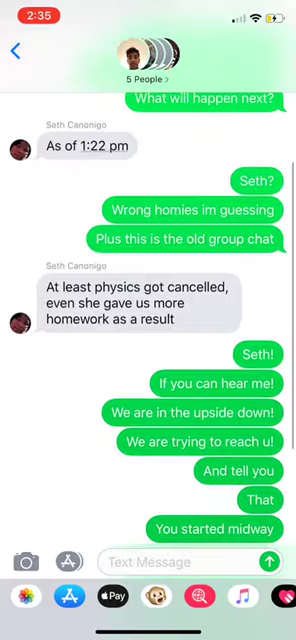 2:35
5 People >
What will happen next?
Seth Canonigo
As of 1:22 pm
Seth?
Wrong homies im guessing
Plus this is the old group chat
Seth Canonigo
At least physics got cancelled,
even she gave us more
homework as a result
Seth!
If you can hear me!
We are in the upside down!
We are trying to reach u!
And tell you
That
You started midway
Text Message
Pay